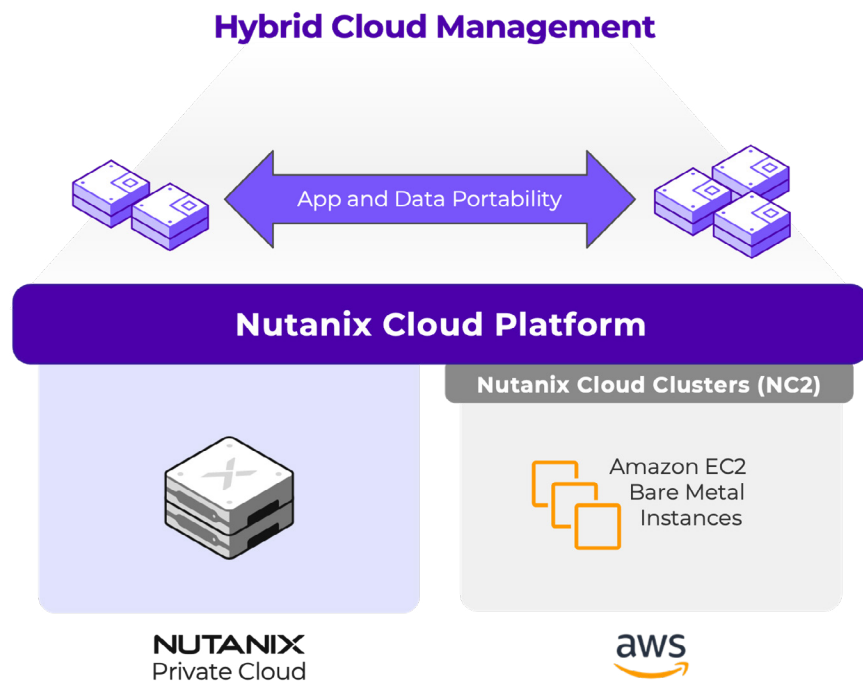 Hybrid Cloud Management
App and Data Portability
Nutanix Cloud Platform
Nutanix Cloud Clusters (NC2)
Amazon EC2
Bare Metal
Instances
NUTANIX
Private Cloud
aws